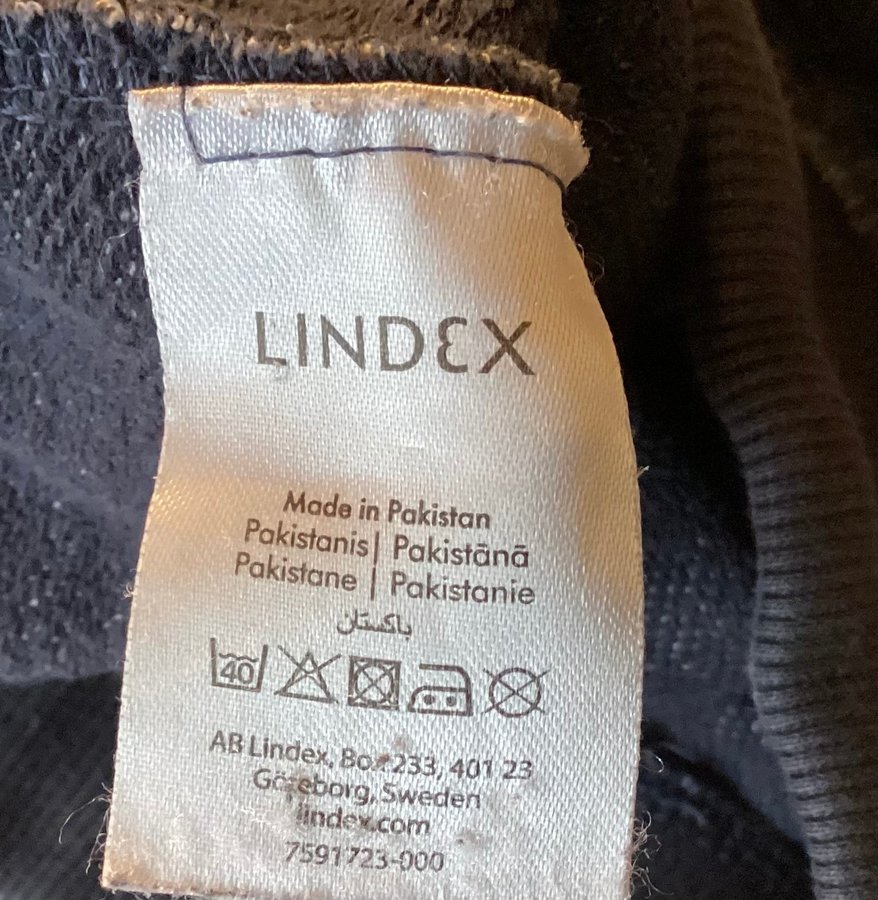 LINDEX
Made in Pakistan
Pakistanis| Pakistānā
Pakistane | Pakistanie
باكستان
40
AB Lindex, Box 233, 401 23
Göteborg, Sweden
lindex.com
7591723-000